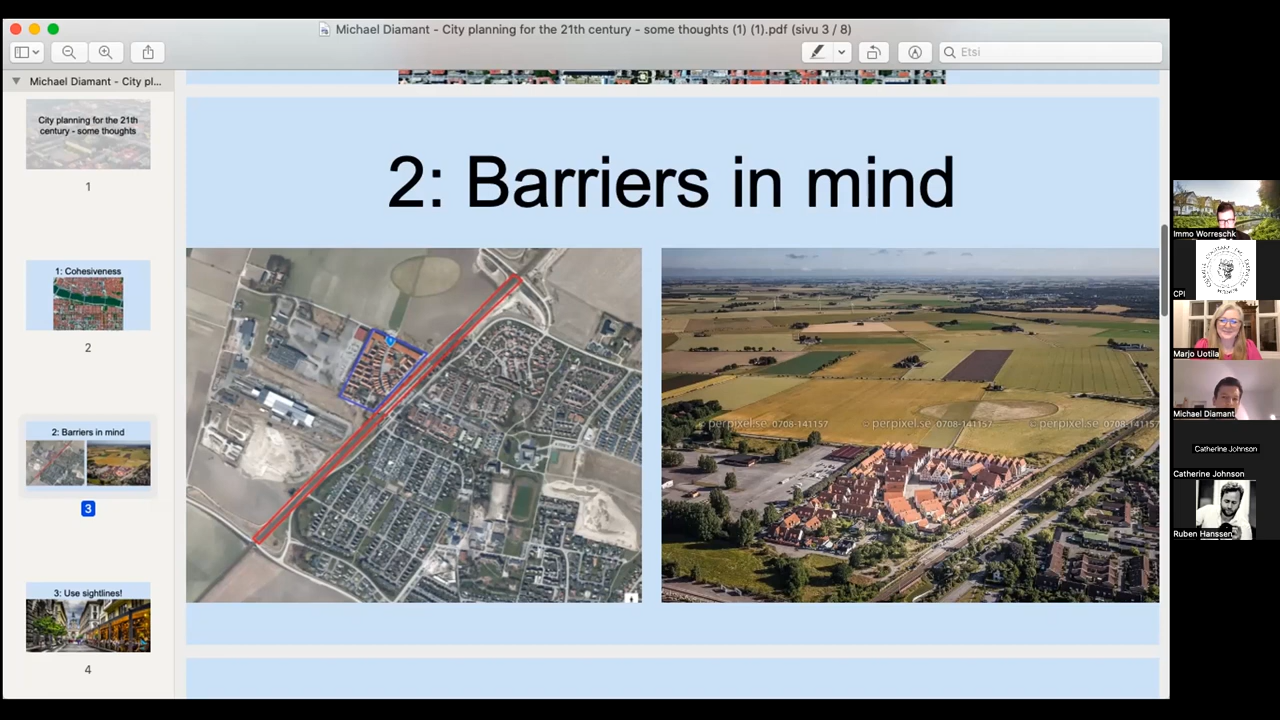 Michael Diamant - City planning for the 21th century - some thoughts (1) (1).pdf (sivu 3 / 8)
Etsi
Michael Diamant - City pl...
City planning for the 21th
century - some thoughts
1
1: Cohesiveness
2
2: Barriers in mind
3
3: Use sightlines!
4
2: Barriers in mind
© perpixel.se 0708-141157
© perpixel.se 0708-141157
© perpixel.se 0708-141157
Immo Worreschk
CPI
Marjo Uotila
Michael Diamant
Catherine Johnson
Catherine Johnson
Ruben Hanssen